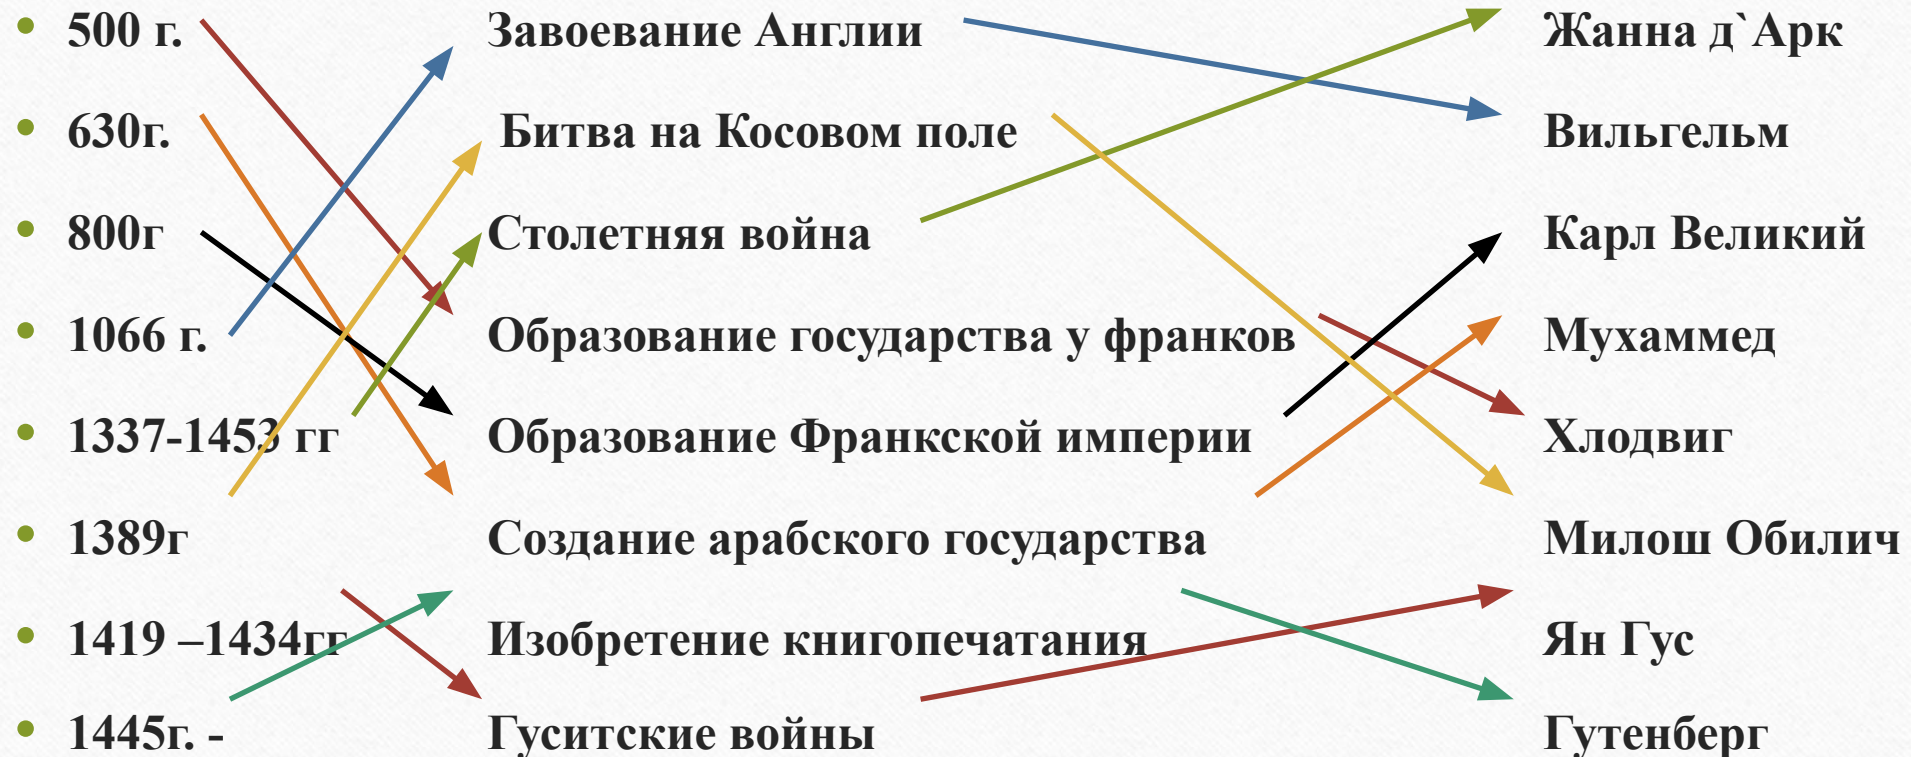 500 г. Завоевание Англии Жанна д`Арк
630г. Битва на Косовом поле Вильгельм
800г Столетняя война Карл Великий
1066 г. Образование государства у франков Мухаммед
1337-1453 гг Образование Франкской империи Хлодвиг
1389г Создание арабского государства Милош Обилич
1419 –1434гг Изобретение книгопечатания Ян Гус
1445г. - Гуситские войны Гутенберг